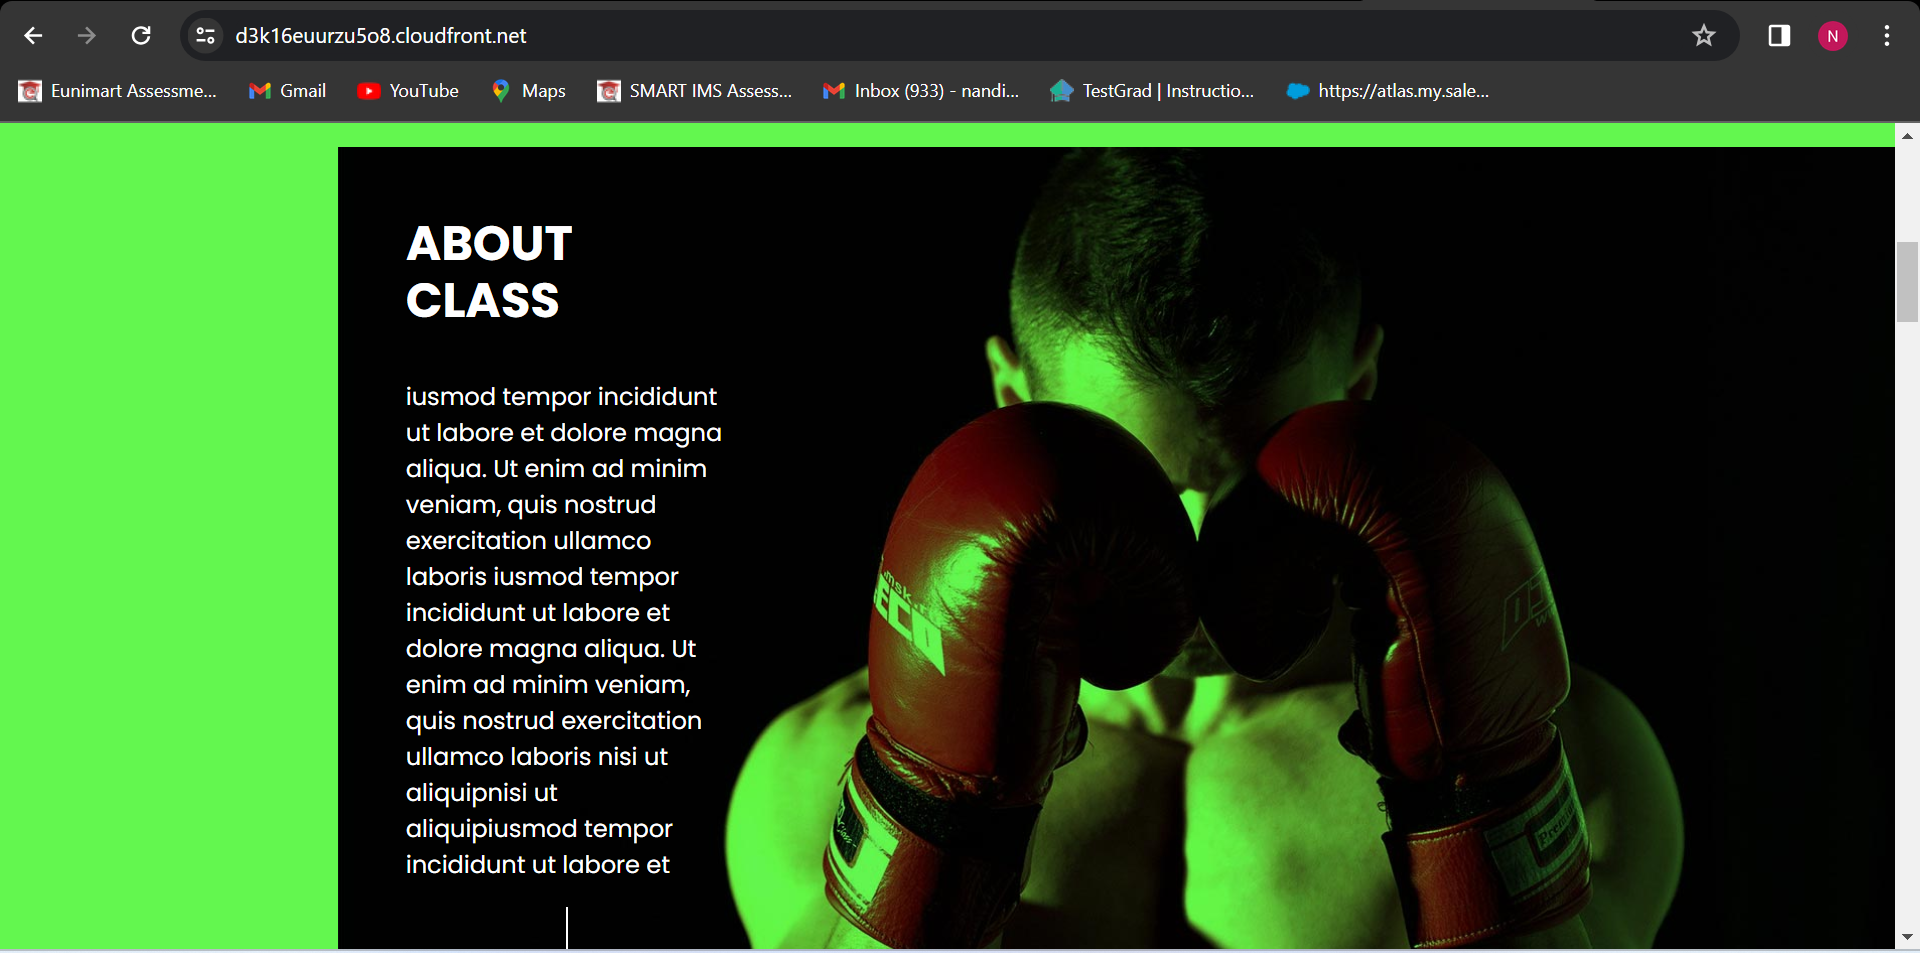 d3k16euurzu5o8.cloudfront.net
N
Eunimart Assessme...
Gmail
YouTube
Maps
SMART IMS Assess...
Inbox (933) - nandi...
TestGrad | Instructio...
https://atlas.my.sale...
ABOUT
CLASS
iusmod tempor incididunt
ut labore et dolore magna
aliqua. Ut enim ad minim
veniam, quis nostrud
exercitation ullamco
laboris iusmod tempor
incididunt ut labore et
dolore magna aliqua. Ut
enim ad minim veniam,
quis nostrud exercitation
ullamco laboris nisi ut
aliquipnisi ut
aliquipiusmod tempor
incididunt ut labore et